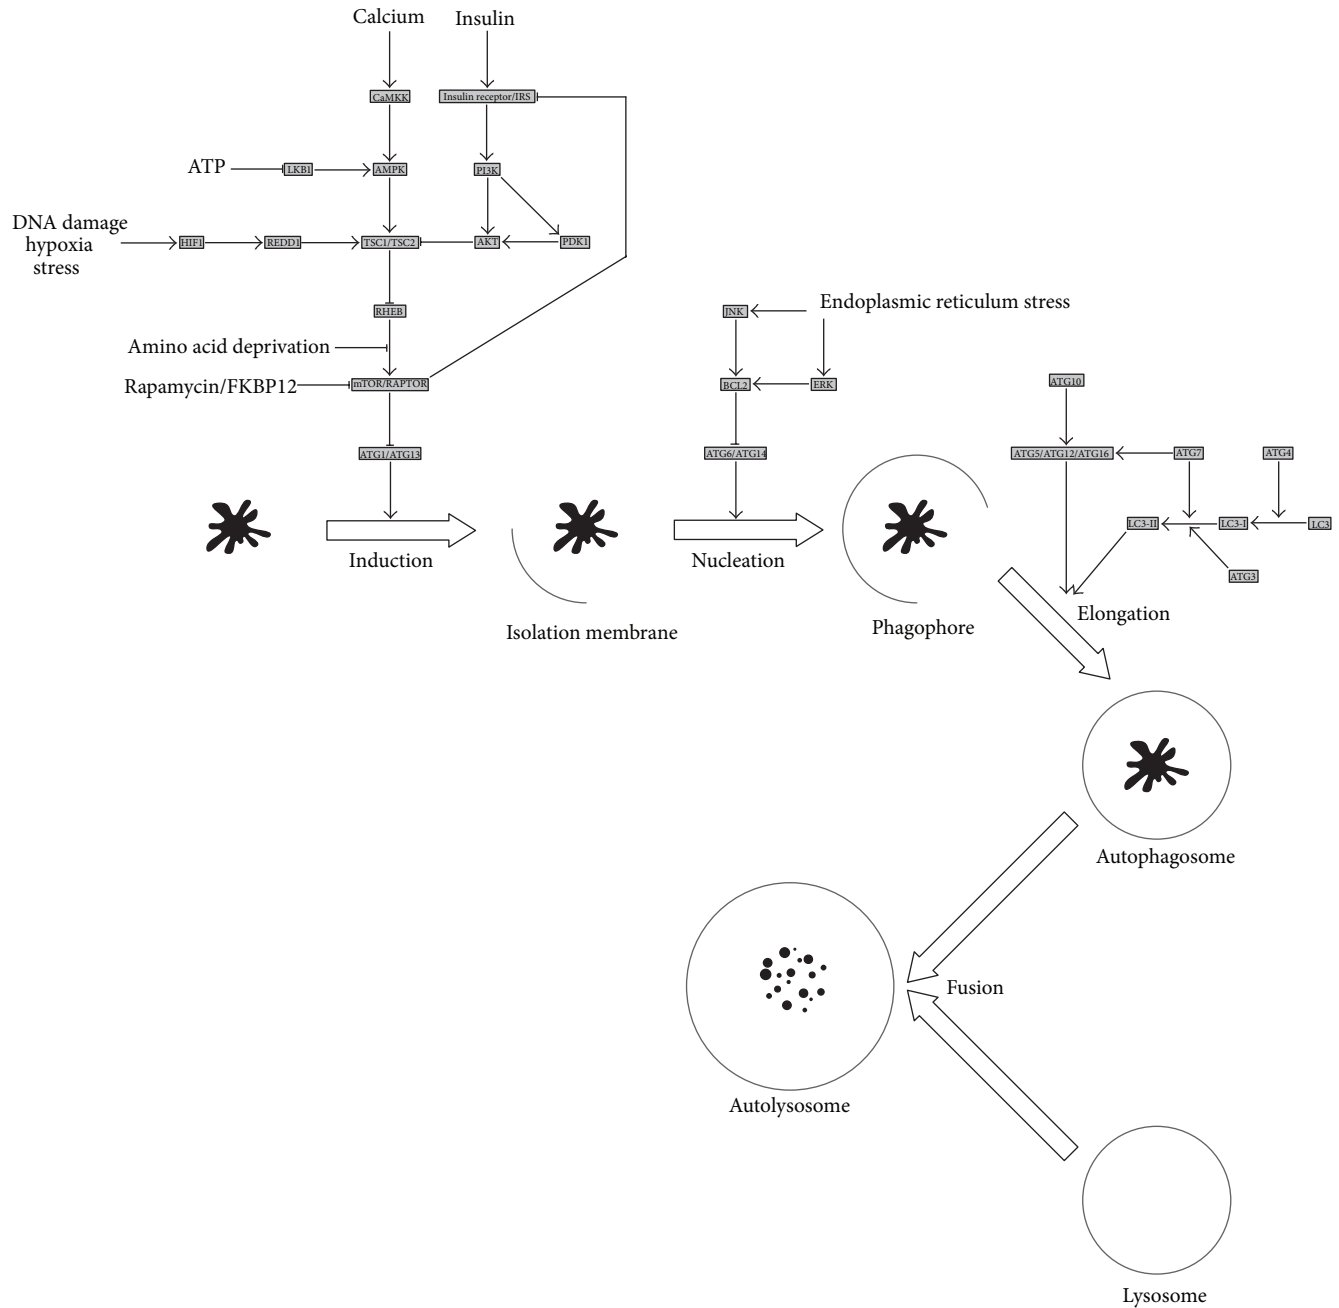 Calcium
Insulin
CaMKK
Insulin receptor/IRS
ATP
LKB1
AMPK
PI3K
DNA damage
hypoxia
stress
HIF1
REDD1
TSC1/TSC2
AKT
PDK1
RHEB
Amino acid deprivation
Rapamycin/FKBP12
mTOR/RAPTOR
ATG1/ATG13
Induction
Isolation membrane
JNK
Endoplasmic reticulum stress
BCL2
ERK
ATG6/ATG14
Nucleation
Phagophore
ATG10
ATG5/ATG12/ATG16
ATG7
ATG4
LC3-II
LC3-I
LC3
ATG3
Elongation
Autophagosome
Fusion
Autolysosome
Lysosome